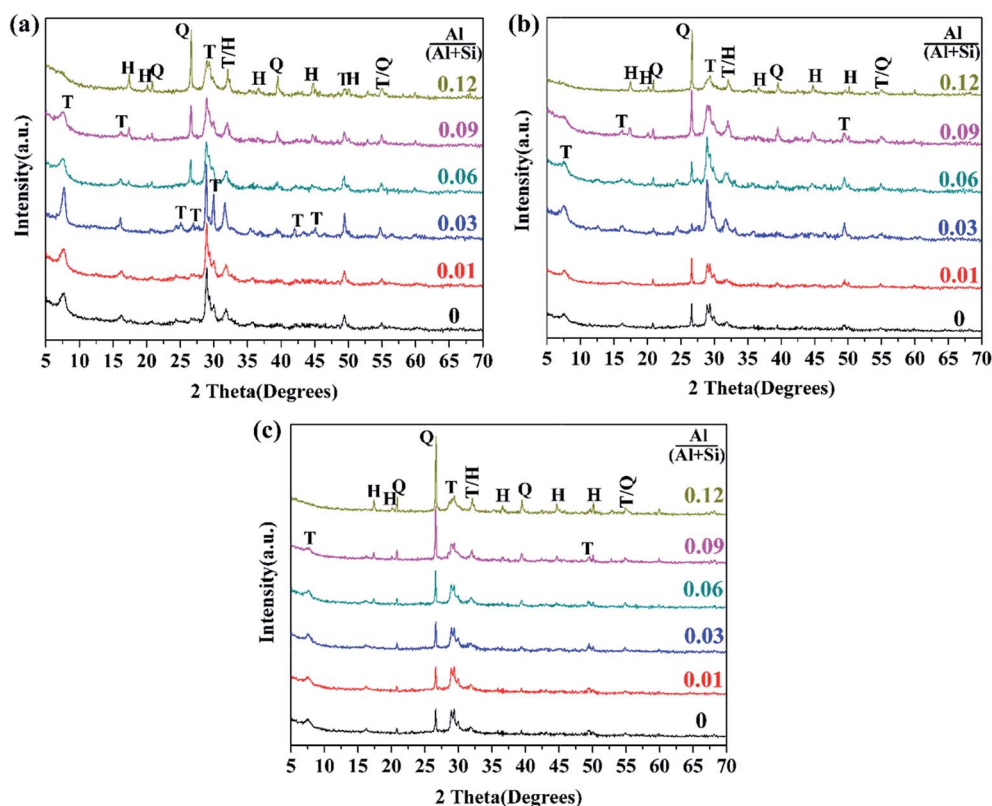 (a)
Q
T
T/H
Al
(Al+Si)
H
H
Q
H
Q
H
T
H
T/Q
0.12
T
T
0.09
0.06
T
T
T
T
T
0.03
0.01
0
Intensity(a.u.)
5 10 15 20 25 30 35 40 45 50 55 60 65 70
2 Theta(Degrees)
(b)
Q
T
T/H
Al
(Al+Si)
H
H
Q
H
Q
H
H
T/Q
0.12
T
T
0.09
T
0.06
0.03
0.01
0
Intensity(a.u.)
5 10 15 20 25 30 35 40 45 50 55 60 65 70
2 Theta(Degrees)
(c)
Q
T
T/H
Al
(Al+Si)
H
H
Q
H
Q
H
H
T/Q
0.12
T
T
0.09
0.06
0.03
0.01
0
Intensity(a.u.)
5 10 15 20 25 30 35 40 45 50 55 60 65 70
2 Theta(Degrees)